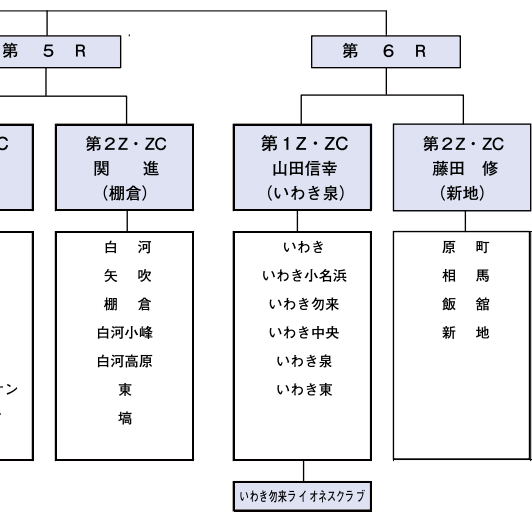 第　５　R
第　６　R
C
第２Z・ZC
関　進
（棚倉）
第１Z・ZC
山田信幸
（いわき泉）
第２Z・ZC
藤田　修
（新地）
オン
白　河
矢　吹
棚　倉
白河小峰
白河高原
東
塙
いわき
いわき小名浜
いわき勿来
いわき中央
いわき泉
いわき東
原　町
相　馬
飯　舘
新　地
いわき勿来ライオネスクラブ